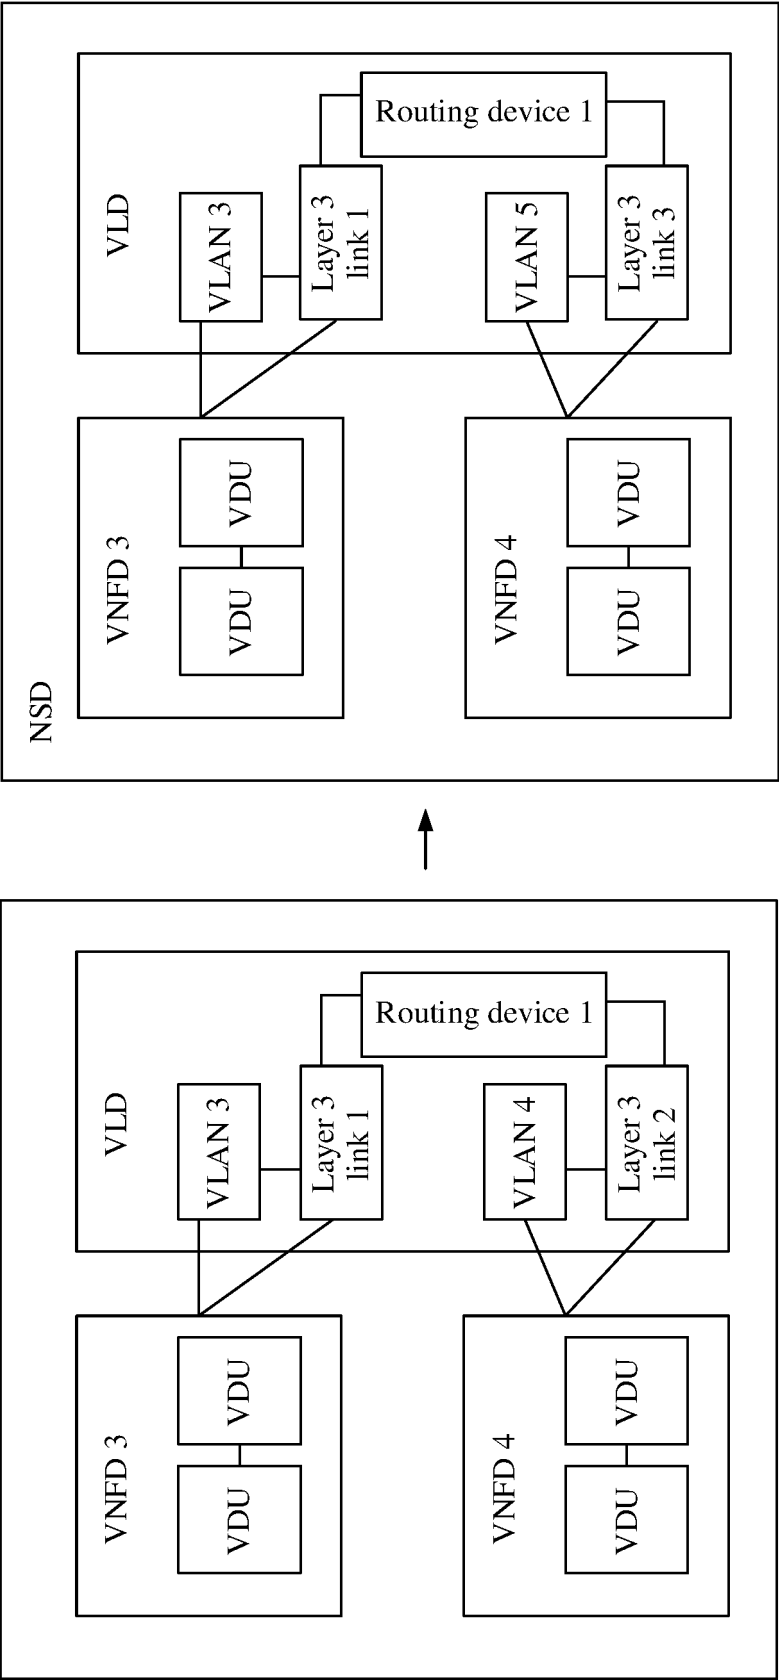 NSD
VLD
Routing device 1
VLAN 3
Layer 3
link 1
VLAN 5
Layer 3
link 3
VNFD 3
VDU
VDU
VNFD 4
VDU
VDU
VLD
Routing device 1
VLAN 3
Layer 3
link 1
VLAN 4
Layer 3
link 2
VNFD 3
VDU
VDU
VNFD 4
VDU
VDU